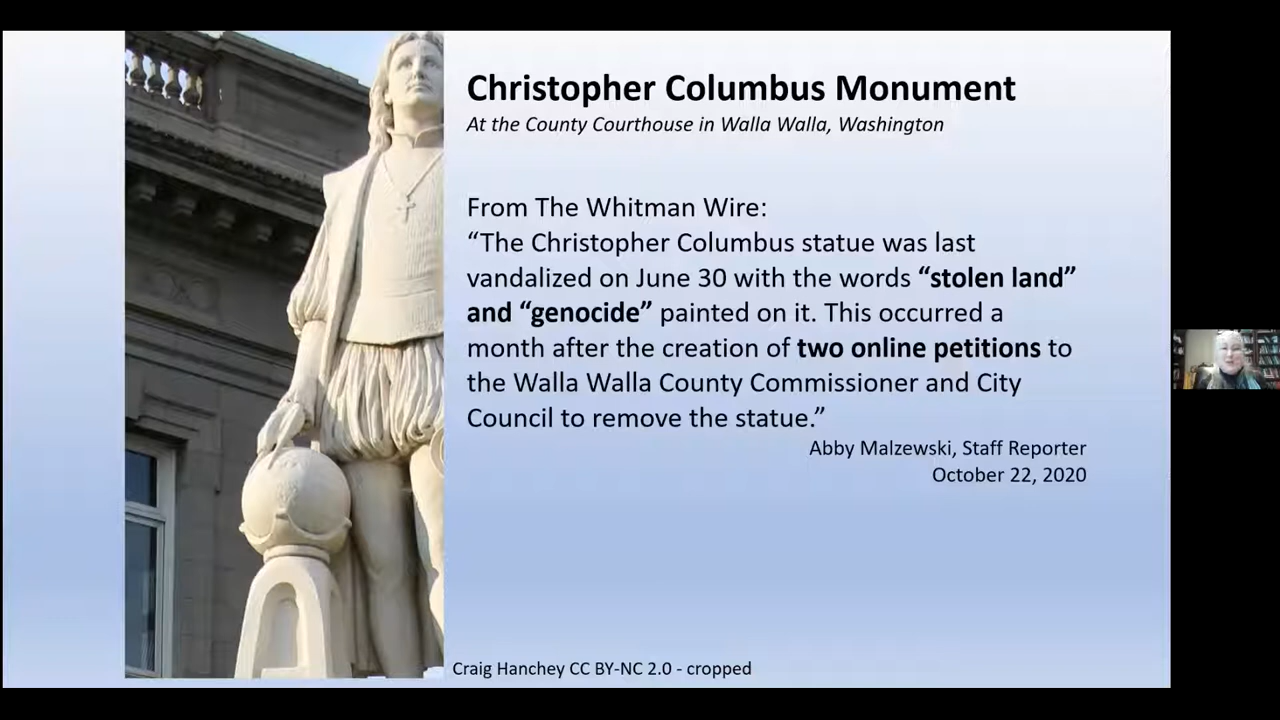 Christopher Columbus Monument
At the County Courthouse in Walla Walla, Washington
From The Whitman Wire:
“The Christopher Columbus statue was last
vandalized on June 30 with the words “stolen land”
and “genocide” painted on it. This occurred a
month after the creation of two online petitions to
the Walla Walla County Commissioner and City
Council to remove the statue.”
Abby Malzewski, Staff Reporter
October 22, 2020
Craig Hanchey CC BY-NC 2.0 - cropped